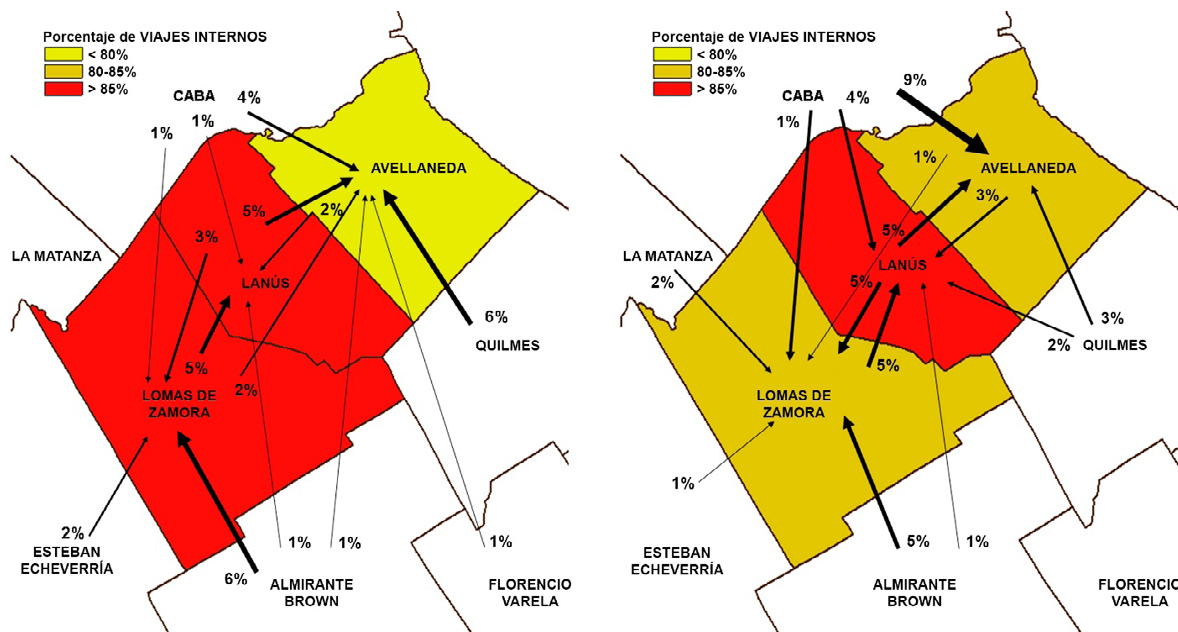 Porcentaje de VIAJES INTERNOS
< 80%
80-85%
> 85%
CABA
4%
1%
1%
AVELLANEDA
5%
2%
3%
LA MATANZA
LANÚS
6%
QUILMES
5%
2%
LOMAS DE
ZAMORA
2%
1%
1%
1%
ESTEBAN
ECHEVERRÍA
6%
ALMIRANTE
BROWN
FLORENCIO
VARELA
Porcentaje de VIAJES INTERNOS
< 80%
80-85%
> 85%
9%
CABA
4%
1%
1%
AVELLANEDA
3%
5%
LA MATANZA
LANÚS
2%
5%
3%
2%
QUILMES
5%
LOMAS DE
ZAMORA
1%
5%
1%
ESTEBAN
ECHEVERRÍA
ALMIRANTE
BROWN
FLORENCIO
VARELA